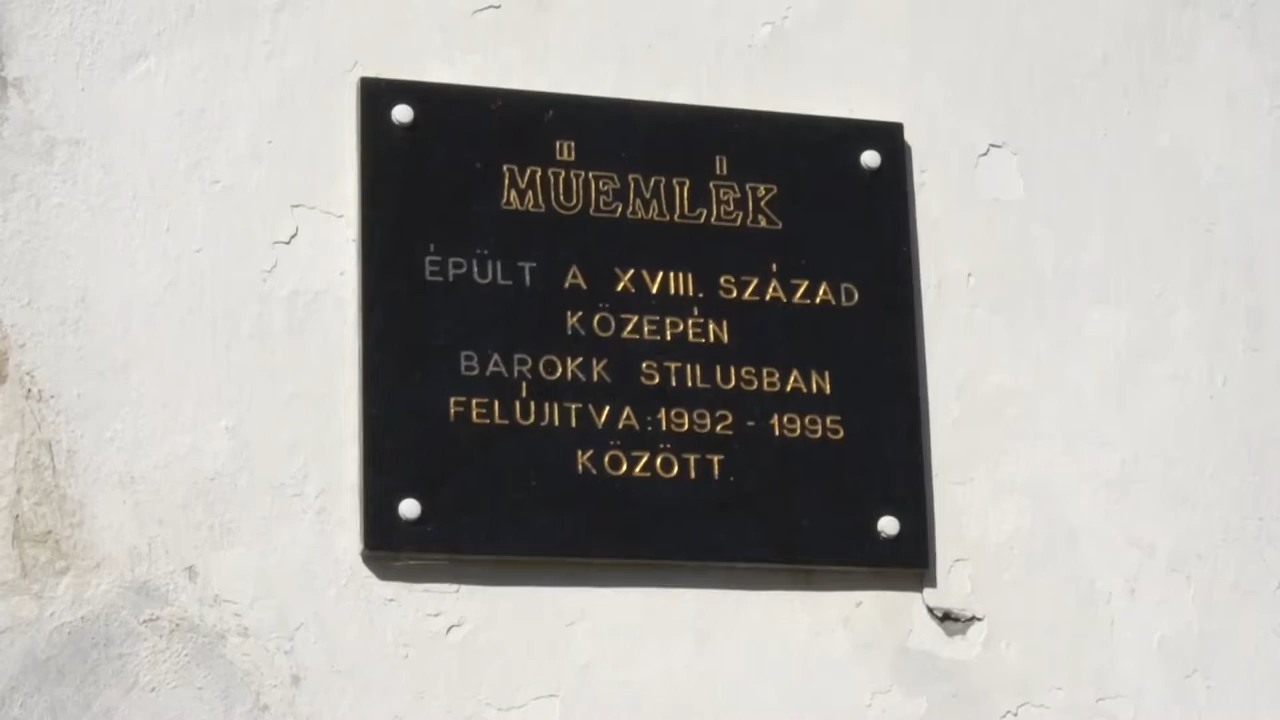 MŰEMLÉK
ÉPÜLT A XVIII. SZÁZAD
KÖZEPÉN
BAROKK STILUSBAN
FELÚJITVA: 1992 - 1995
KÖZÖTT.